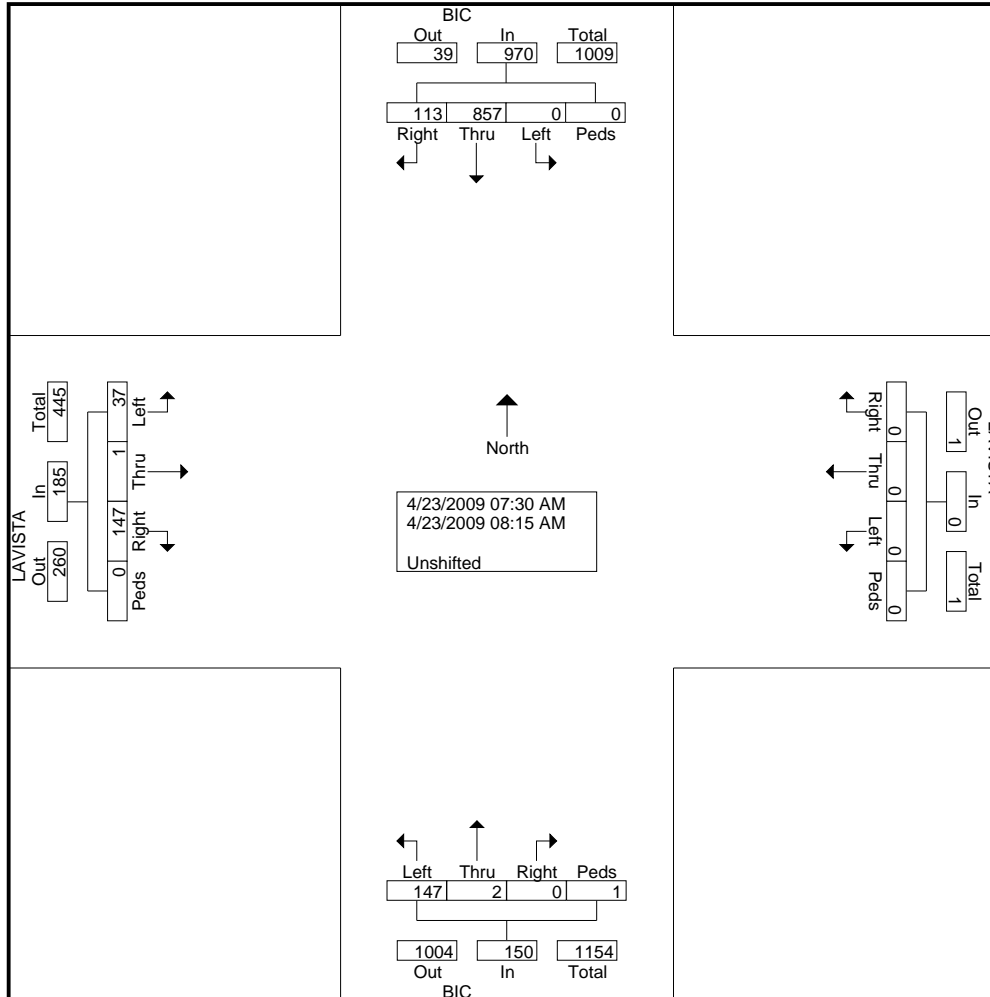 BIC
Out In Total
39 970 1009
113 857 0 0
Right Thru Left Peds
LAVISTA
Total In Out
445 185 260
37 1 147 0
Left Thru Right Peds
North
4/23/2009 07:30 AM
4/23/2009 08:15 AM
Unshifted
Right Thru Left Peds
0 0 0 0
Out In Total
1 0 1
Left Thru Right Peds
147 2 0 1
1004 150 1154
Out In Total
BIC